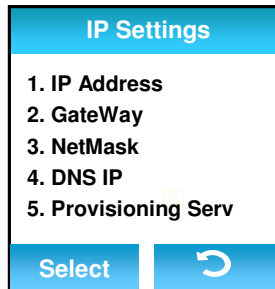 IP Settings
1. IP Address
2. GateWay
3. NetMask
4. DNS IP
5. Provisioning Serv
Select